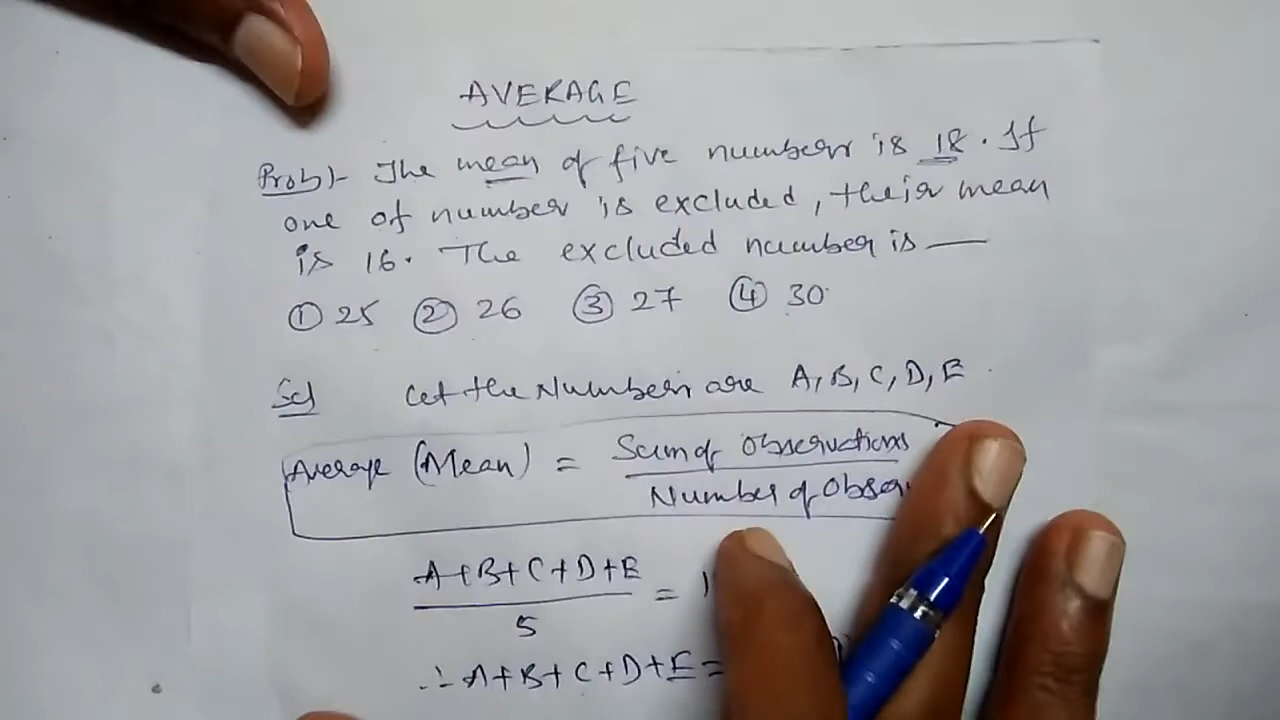 AVERAGE
Prob)- The mean of five number is 18. If
one of number is excluded, their mean
is 16. The excluded number is —
① 25 ② 26 ③ 27 ④ 30
Sol Let the Numbers are A, B, C, D, E
Average (Mean) = Sum of Observations
Number of Obser
A+B+C+D+E
5
= 1
∴ A+B+C+D+E =